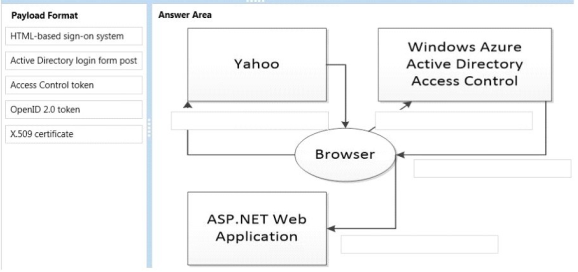 Payload Format
HTML-based sign-on system
Active Directory login form post
Access Control token
OpenID 2.0 token
X.509 certificate
Answer Area
Yahoo
Windows Azure
Active Directory
Access Control
Browser
ASP.NET Web
Application